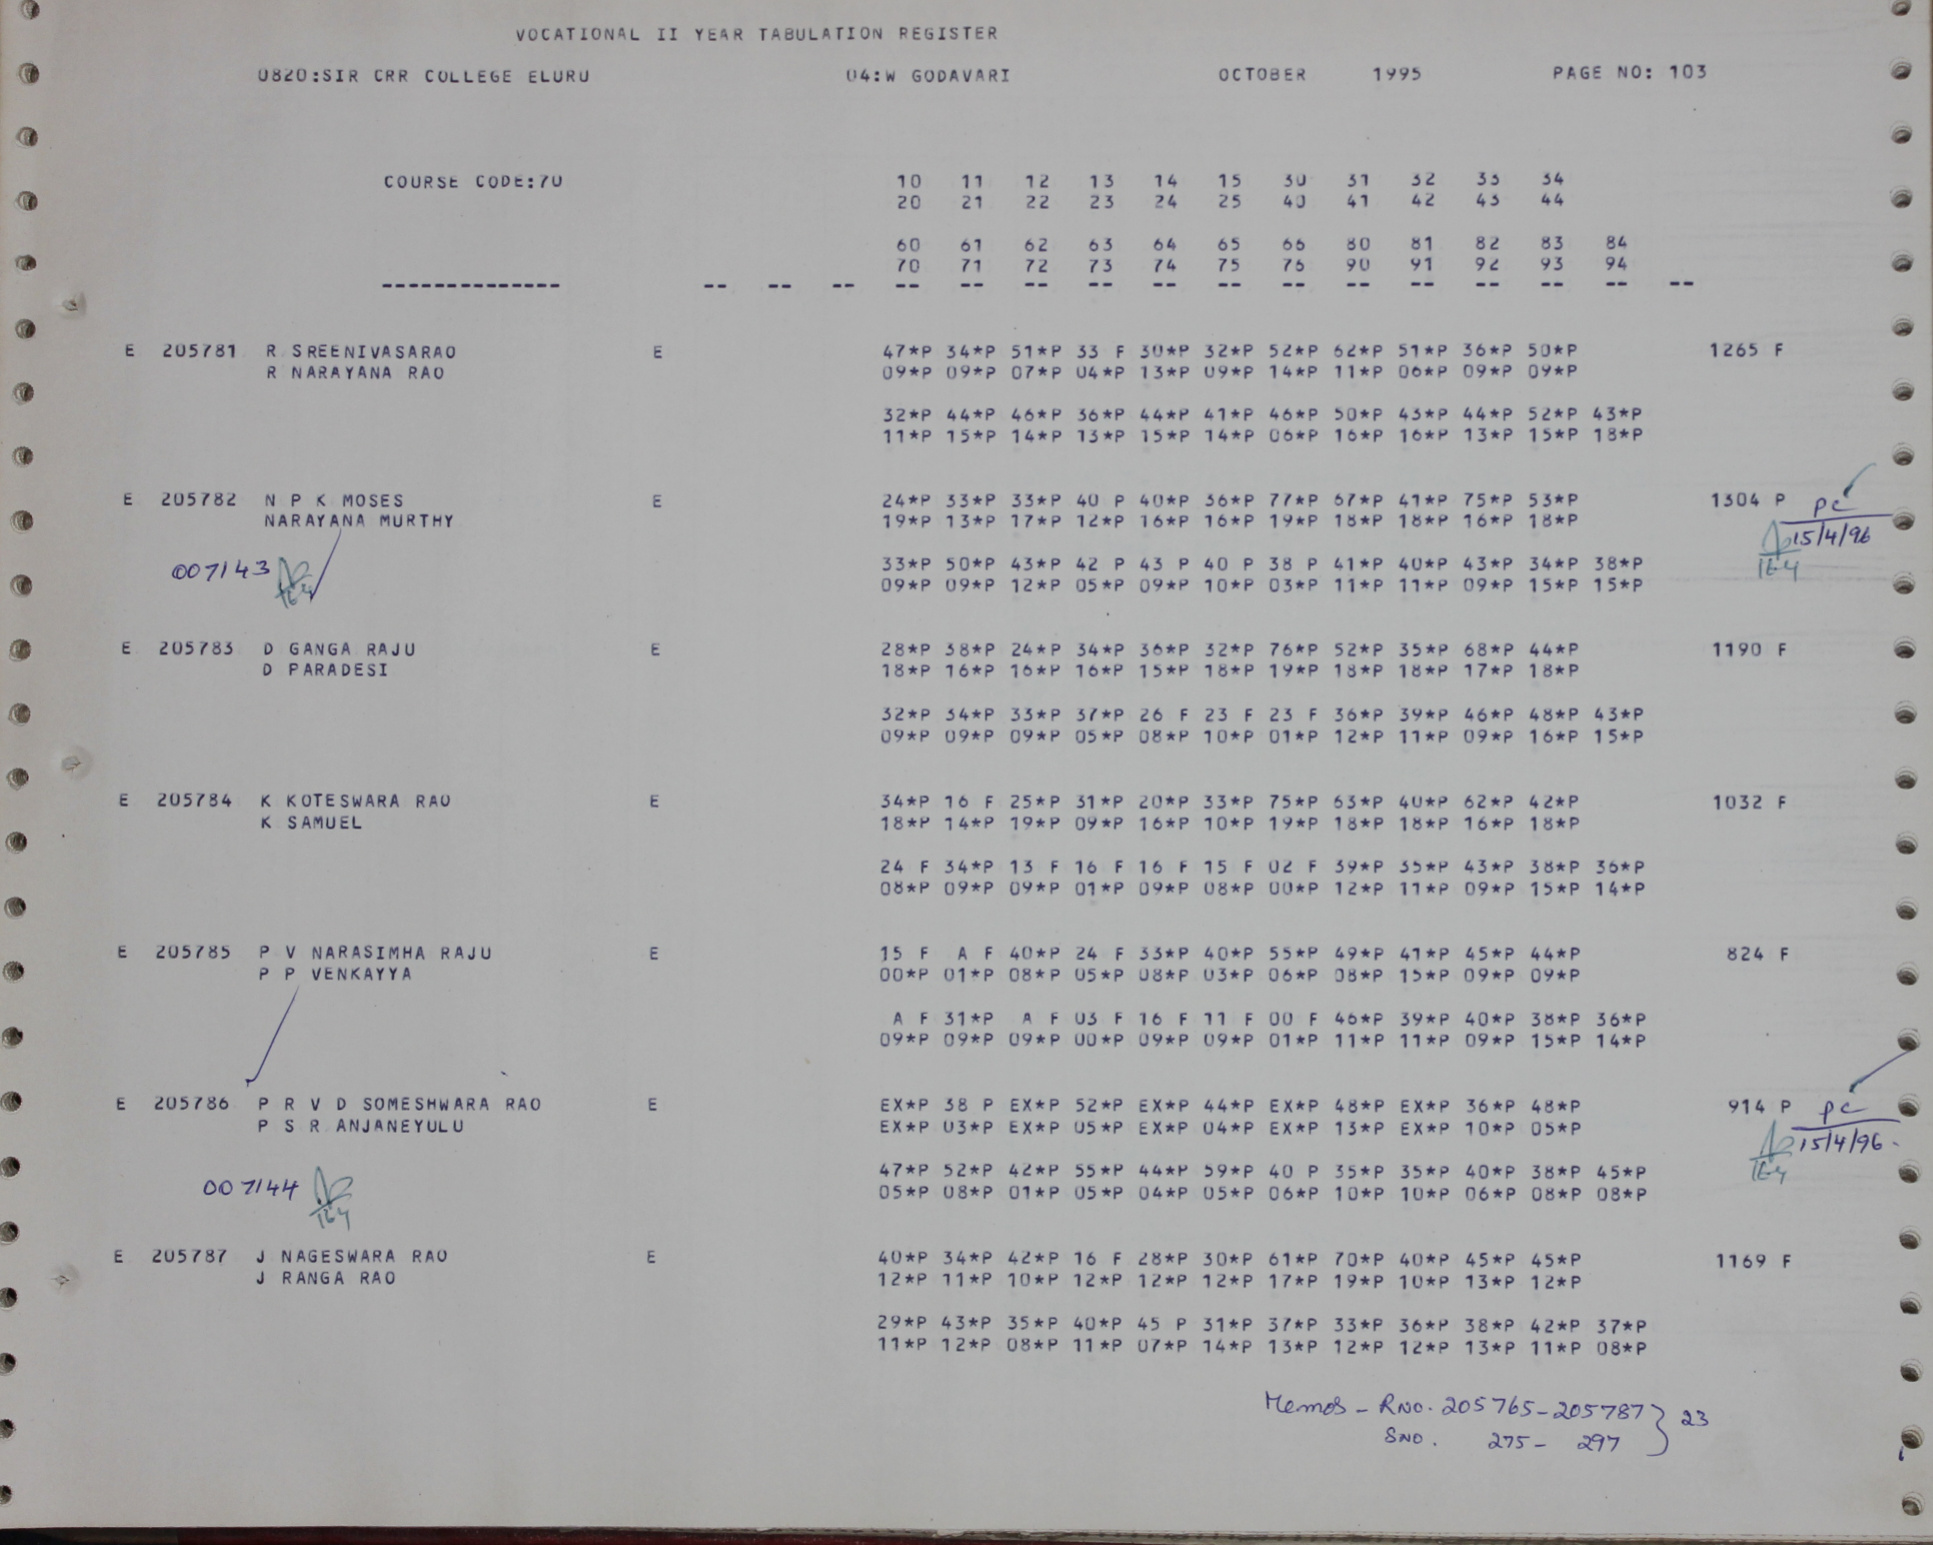 VOCATIONAL II YEAR TABULATION REGISTER
0820:SIR CRR COLLEGE ELURU 04:W GODAVARI OCTOBER 1995 PAGE NO: 103
COURSE CODE:70 10 11 12 13 14 15 30 31 32 33 34
20 21 22 23 24 25 40 41 42 43 44
60 61 62 63 64 65 66 80 81 82 83 84
70 71 72 73 74 75 76 90 91 92 93 94
-------------- -- -- -- -- -- -- -- -- -- -- -- -- -- -- -- --
E 205781 R SREENIVASARAO E 47*P 34*P 51*P 33 F 30*P 32*P 52*P 62*P 51*P 36*P 50*P 1265 F
R NARAYANA RAO 09*P 09*P 07*P 04*P 13*P 09*P 14*P 11*P 06*P 09*P 09*P
32*P 44*P 46*P 36*P 44*P 41*P 46*P 50*P 43*P 44*P 52*P 43*P
11*P 15*P 14*P 13*P 15*P 14*P 06*P 16*P 16*P 13*P 15*P 18*P
E 205782 N P K MOSES E 24*P 33*P 33*P 40 P 40*P 36*P 77*P 67*P 41*P 75*P 53*P 1304 P pc
NARAYANA MURTHY 19*P 13*P 17*P 12*P 16*P 16*P 19*P 18*P 18*P 16*P 18*P 15/4/96
007143 33*P 50*P 43*P 42 P 43 P 40 P 38 P 41*P 40*P 43*P 34*P 38*P
09*P 09*P 12*P 05*P 09*P 10*P 03*P 11*P 11*P 09*P 15*P 15*P
E 205783 D GANGA RAJU E 28*P 38*P 24*P 34*P 36*P 32*P 76*P 52*P 35*P 68*P 44*P 1190 F
D PARADESI 18*P 16*P 16*P 16*P 15*P 18*P 19*P 18*P 18*P 17*P 18*P
32*P 34*P 33*P 37*P 26 F 23 F 23 F 36*P 39*P 46*P 48*P 43*P
09*P 09*P 09*P 05*P 08*P 10*P 01*P 12*P 11*P 09*P 16*P 15*P
E 205784 K KOTESWARA RAO E 34*P 16 F 25*P 31*P 20*P 33*P 75*P 63*P 40*P 62*P 42*P 1032 F
K SAMUEL 18*P 14*P 19*P 09*P 16*P 10*P 19*P 18*P 18*P 16*P 18*P
24 F 34*P 13 F 16 F 16 F 15 F 02 F 39*P 35*P 43*P 38*P 36*P
08*P 09*P 09*P 01*P 09*P 08*P 00*P 12*P 11*P 09*P 15*P 14*P
E 205785 P V NARASIMHA RAJU E 15 F A F 40*P 24 F 33*P 40*P 55*P 49*P 41*P 45*P 44*P 824 F
P P VENKAYYA 00*P 01*P 08*P 05*P 08*P 03*P 06*P 08*P 15*P 09*P 09*P
A F 31*P A F 03 F 16 F 11 F 00 F 46*P 39*P 40*P 38*P 36*P
09*P 09*P 09*P 00*P 09*P 09*P 01*P 11*P 11*P 09*P 15*P 14*P
E 205786 P R V D SOMESHWARA RAO E EX*P 38 P EX*P 52*P EX*P 44*P EX*P 48*P EX*P 36*P 48*P 914 P pc
P S R ANJANEYULU EX*P 03*P EX*P 05*P EX*P 04*P EX*P 13*P EX*P 10*P 05*P 15/4/96.
007144 47*P 52*P 42*P 55*P 44*P 59*P 40 P 35*P 35*P 40*P 38*P 45*P
05*P 08*P 01*P 05*P 04*P 05*P 06*P 10*P 10*P 06*P 08*P 08*P
E 205787 J NAGESWARA RAO E 40*P 34*P 42*P 16 F 28*P 30*P 61*P 70*P 40*P 45*P 45*P 1169 F
J RANGA RAO 12*P 11*P 10*P 12*P 12*P 12*P 17*P 19*P 10*P 13*P 12*P
29*P 43*P 35*P 40*P 45 P 31*P 37*P 33*P 36*P 38*P 42*P 37*P
11*P 12*P 08*P 11*P 07*P 14*P 13*P 12*P 12*P 13*P 11*P 08*P
Memos - RNO. 205765-205787 } 23
SNO. 275- 297